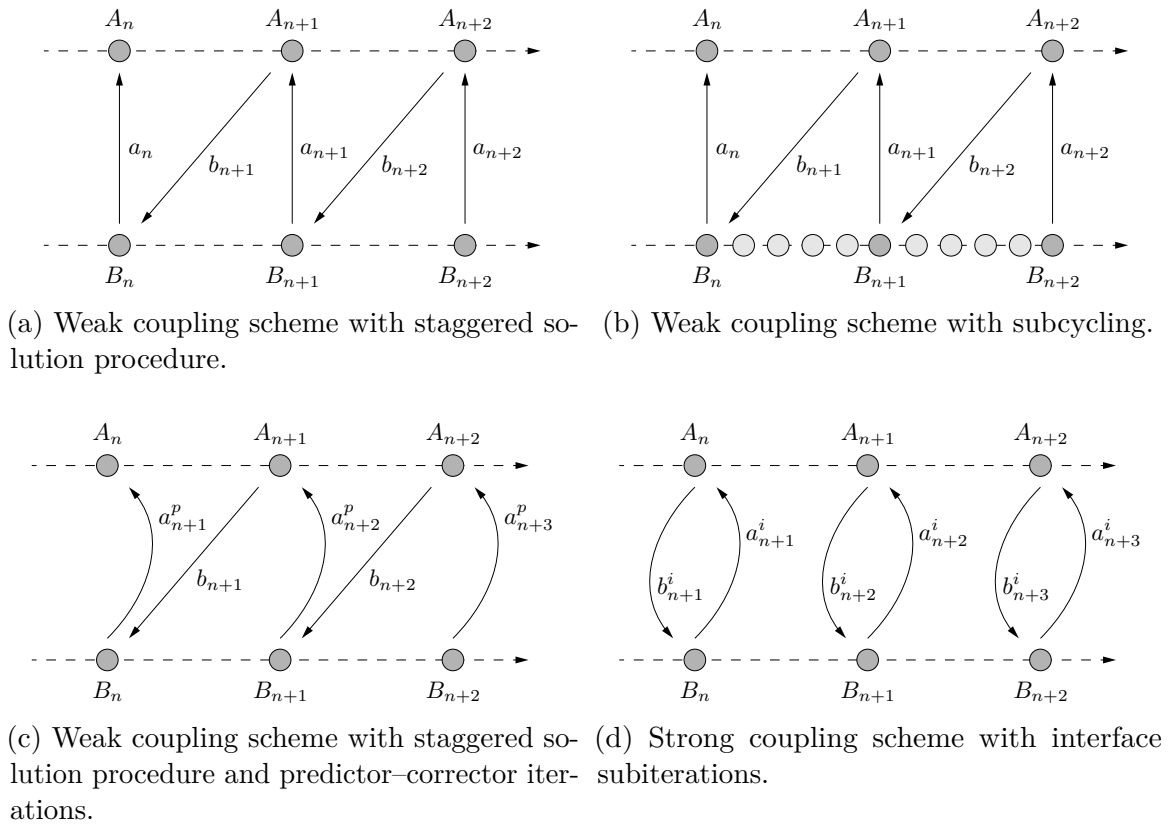 A_n A_{n+1} A_{n+2} A_n A_{n+1} A_{n+2}
a_n b_{n+1} a_{n+1} b_{n+2} a_{n+2} a_n b_{n+1} a_{n+1} b_{n+2} a_{n+2}
B_n B_{n+1} B_{n+2} B_n B_{n+1} B_{n+2}
(a) Weak coupling scheme with staggered so-
lution procedure.
(b) Weak coupling scheme with subcycling.
A_n A_{n+1} A_{n+2} A_n A_{n+1} A_{n+2}
a^p_{n+1} a^p_{n+2} a^p_{n+3} a^i_{n+1} a^i_{n+2} a^i_{n+3}
b_{n+1} b_{n+2} b^i_{n+1} b^i_{n+2} b^i_{n+3}
B_n B_{n+1} B_{n+2} B_n B_{n+1} B_{n+2}
(c) Weak coupling scheme with staggered so-
lution procedure and predictor–corrector iter-
ations.
(d) Strong coupling scheme with interface
subiterations.